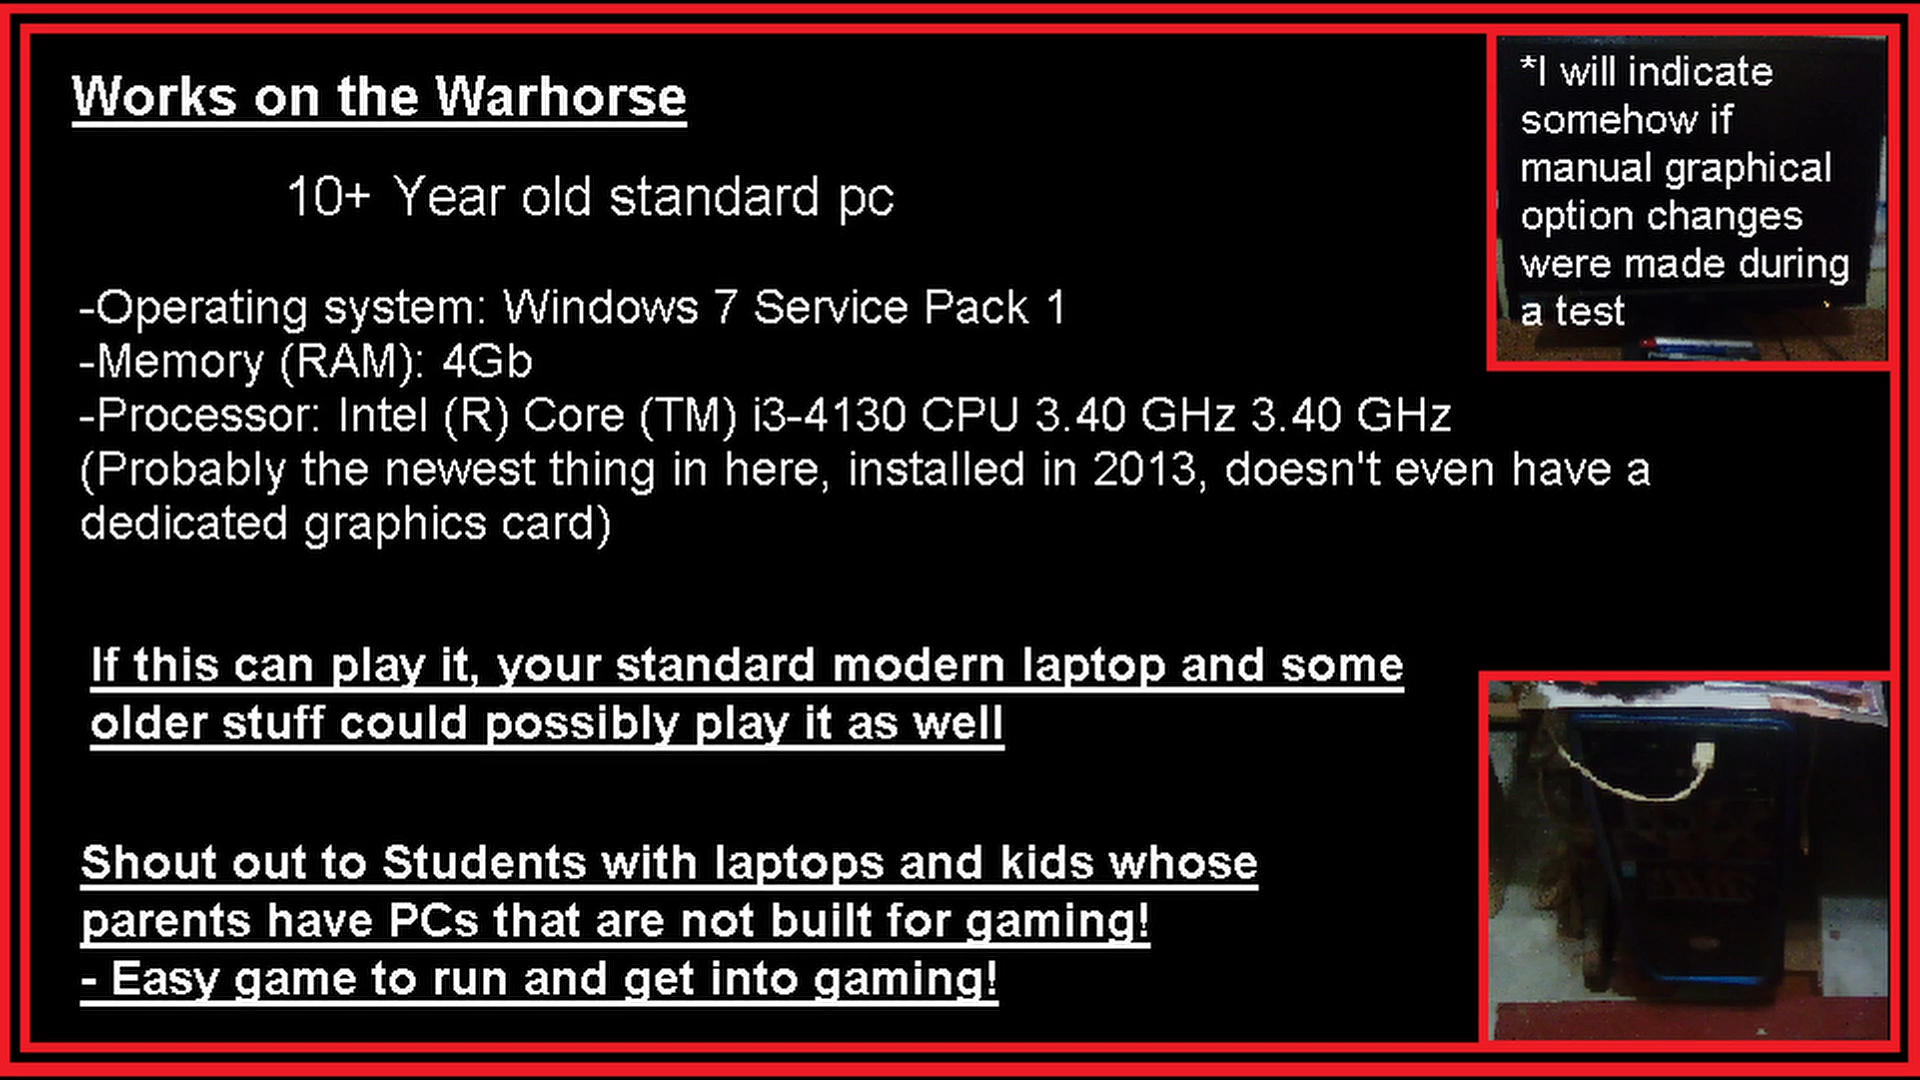 Works on the Warhorse
10+ Year old standard pc
-Operating system: Windows 7 Service Pack 1
-Memory (RAM): 4Gb
-Processor: Intel (R) Core (TM) i3-4130 CPU 3.40 GHz 3.40 GHz
(Probably the newest thing in here, installed in 2013, doesn't even have a
dedicated graphics card)
If this can play it, your standard modern laptop and some
older stuff could possibly play it as well
Shout out to Students with laptops and kids whose
parents have PCs that are not built for gaming!
- Easy game to run and get into gaming!
*I will indicate
somehow if
manual graphical
option changes
were made during
a test